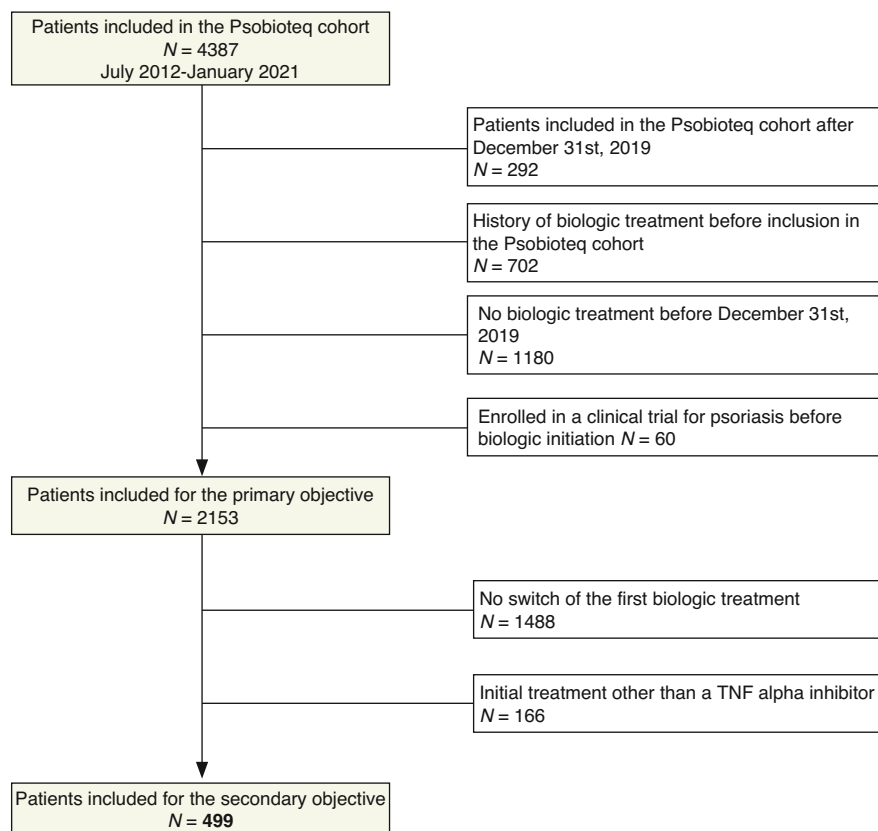 Patients included in the Psobioteq cohort
N = 4387
July 2012-January 2021
Patients included in the Psobioteq cohort after
December 31st, 2019
N = 292
History of biologic treatment before inclusion in
the Psobioteq cohort
N = 702
No biologic treatment before December 31st,
2019
N = 1180
Enrolled in a clinical trial for psoriasis before
biologic initiation N = 60
Patients included for the primary objective
N = 2153
No switch of the first biologic treatment
N = 1488
Initial treatment other than a TNF alpha inhibitor
N = 166
Patients included for the secondary objective
N = 499